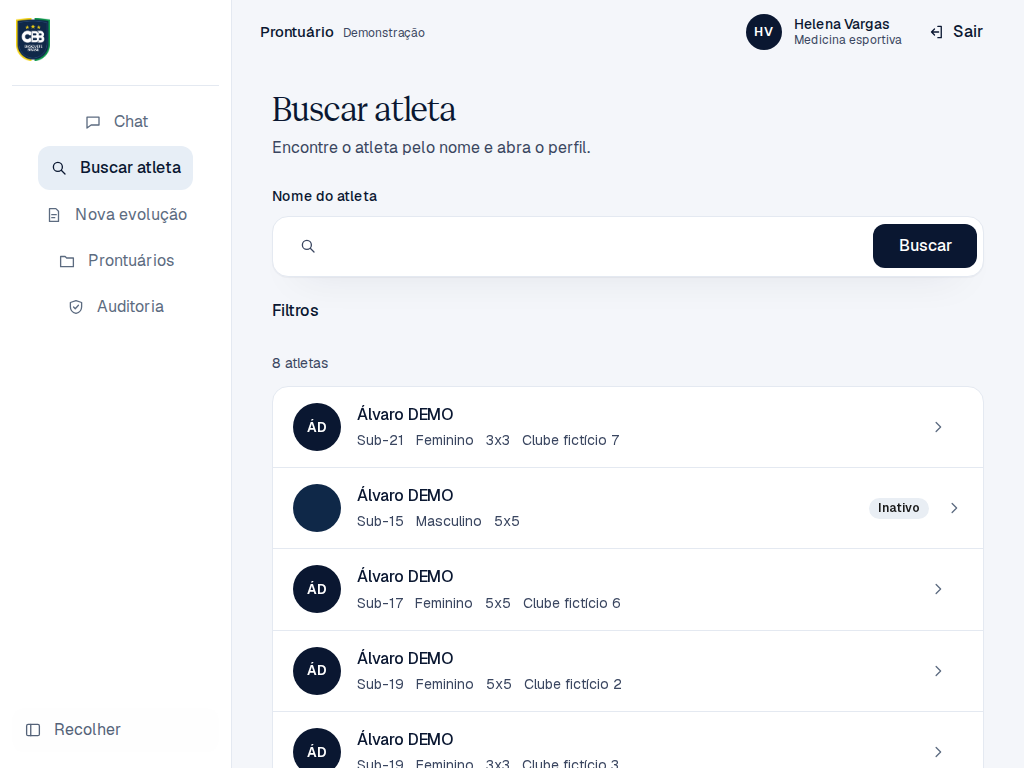 CBB
Chat
Buscar atleta
Nova evolução
Prontuários
Auditoria
Recolher
Prontuário Demonstração
HV
Helena Vargas
Medicina esportiva
Sair
Buscar atleta
Encontre o atleta pelo nome e abra o perfil.
Nome do atleta
Buscar
Filtros
8 atletas
ÁD
Álvaro DEMO
Sub-21 Feminino 3x3 Clube fictício 7
Álvaro DEMO
Sub-15 Masculino 5x5
Inativo
ÁD
Álvaro DEMO
Sub-17 Feminino 5x5 Clube fictício 6
ÁD
Álvaro DEMO
Sub-19 Feminino 5x5 Clube fictício 2
ÁD
Álvaro DEMO
Sub-19 Feminino 3x3 Clube fictício 3